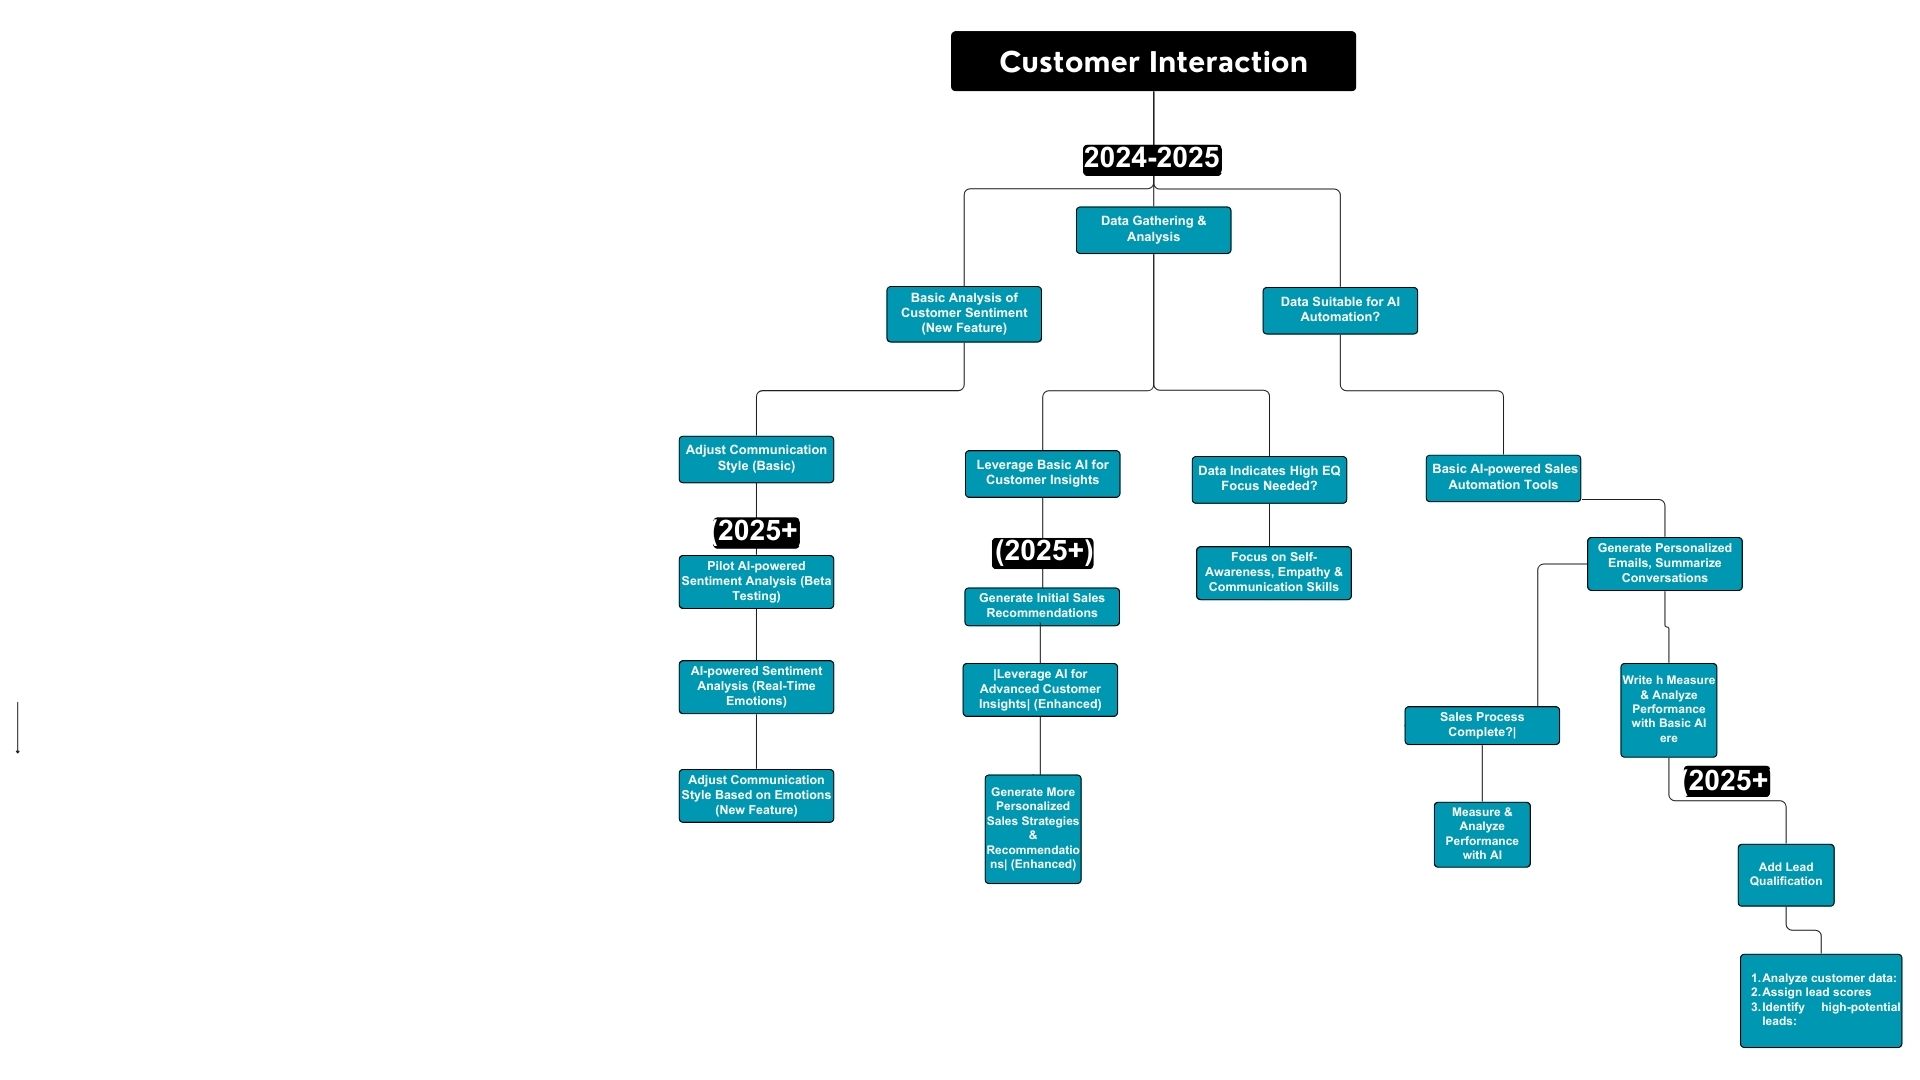 Customer Interaction
2024-2025
Data Gathering &
Analysis
Basic Analysis of
Customer Sentiment
(New Feature)
Data Suitable for AI
Automation?
Adjust Communication
Style (Basic)
Leverage Basic AI for
Customer Insights
Data Indicates High EQ
Focus Needed?
Basic AI-powered Sales
Automation Tools
(2025+
Pilot AI-powered
Sentiment Analysis (Beta
Testing)
(2025+)
Generate Initial Sales
Recommendations
Focus on Self-
Awareness, Empathy &
Communication Skills
Generate Personalized
Emails, Summarize
Conversations
AI-powered Sentiment
Analysis (Real-Time
Emotions)
|Leverage AI for
Advanced Customer
Insights| (Enhanced)
Write h Measure
& Analyze
Performance
with Basic AI
ere
Sales Process
Complete?|
(2025+
Adjust Communication
Style Based on Emotions
(New Feature)
Generate More
Personalized
Sales Strategies
&
Recommendatio
ns| (Enhanced)
Measure &
Analyze
Performance
with AI
Add Lead
Qualification
1. Analyze customer data:
2. Assign lead scores
3. Identify high-potential
leads: